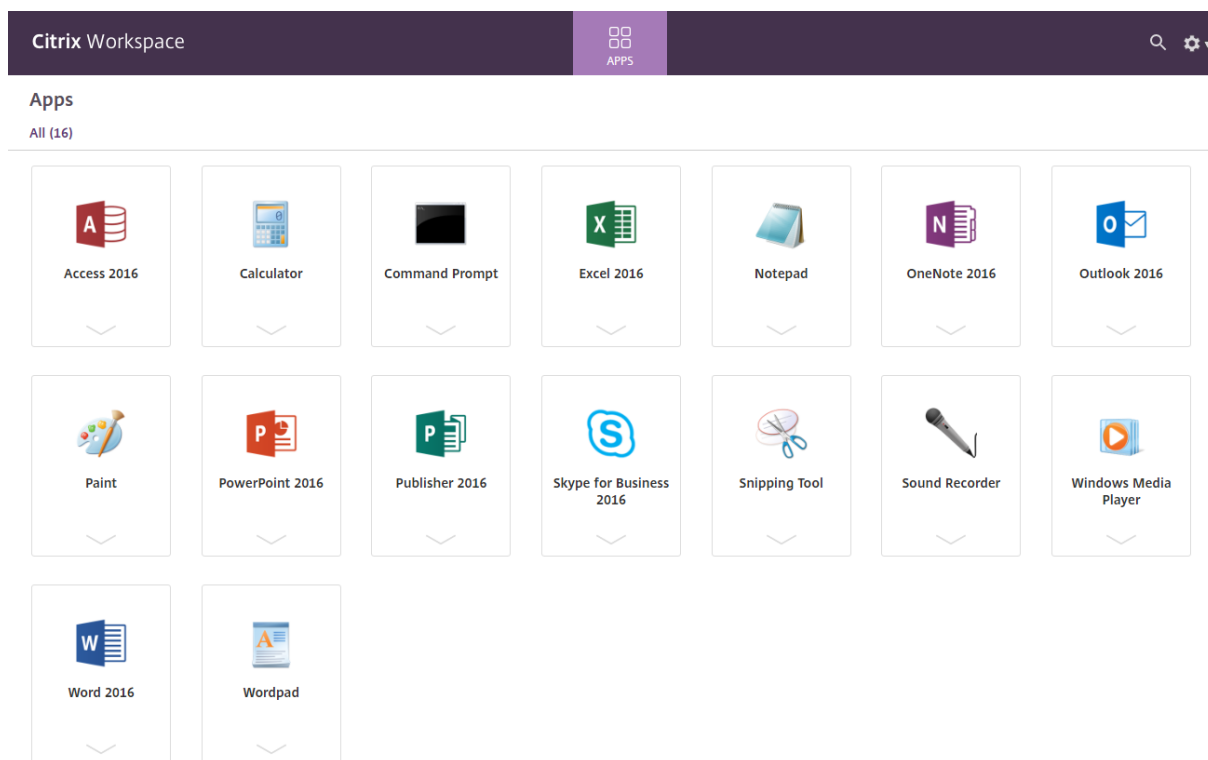 Citrix Workspace
APPS
Apps
All (16)
Access 2016
Calculator
Command Prompt
Excel 2016
Notepad
OneNote 2016
Outlook 2016
Paint
PowerPoint 2016
Publisher 2016
Skype for Business
2016
Snipping Tool
Sound Recorder
Windows Media
Player
Word 2016
Wordpad